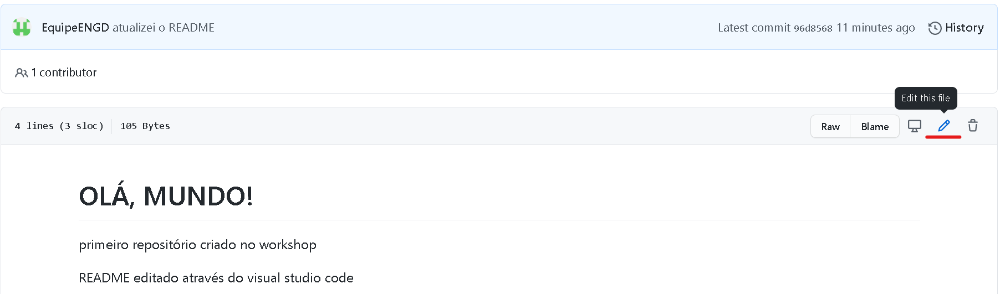 EquipeENGD atualizei o README Latest commit 96d8568 11 minutes ago History
1 contributor
Edit this file
4 lines (3 sloc) 105 Bytes Raw Blame
OLÁ, MUNDO!
primeiro repositório criado no workshop
README editado através do visual studio code